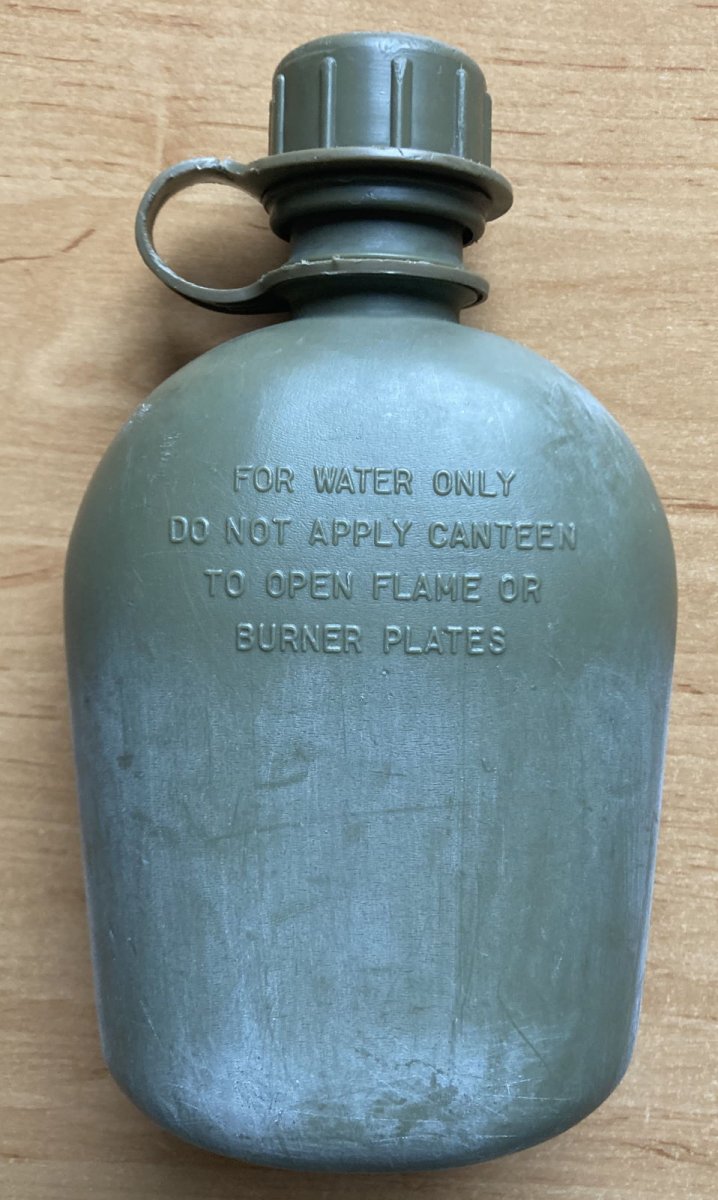 FOR WATER ONLY
DO NOT APPLY CANTEEN
TO OPEN FLAME OR
BURNER PLATES